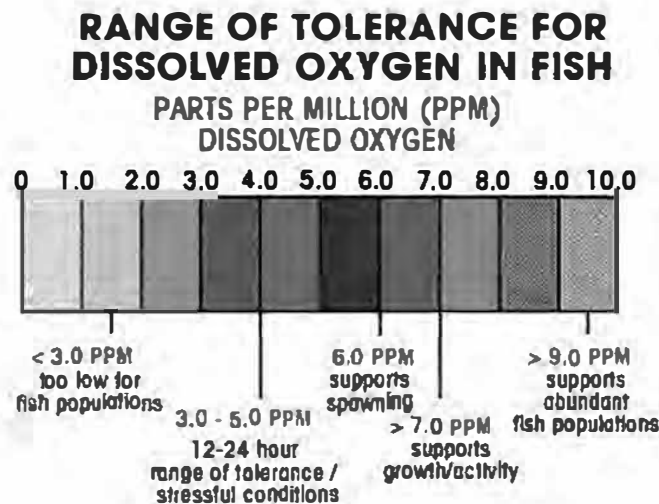 RANGE OF TOLERANCE FOR
DISSOLVED OXYGEN IN FISH
PARTS PER MILLION (PPM)
DISSOLVED OXYGEN
0 1.0 2.0 3.0 4.0 5.0 6.0 7.0 8.0 9.0 10.0
< 3.0 PPM
too low for
fish populations
3.0 - 5.0 PPM
12-24 hour
range of tolerance /
stressful conditions
6.0 PPM
supports
spawning
> 7.0 PPM
supports
growth/activity
> 9.0 PPM
supports
abundant
fish populations